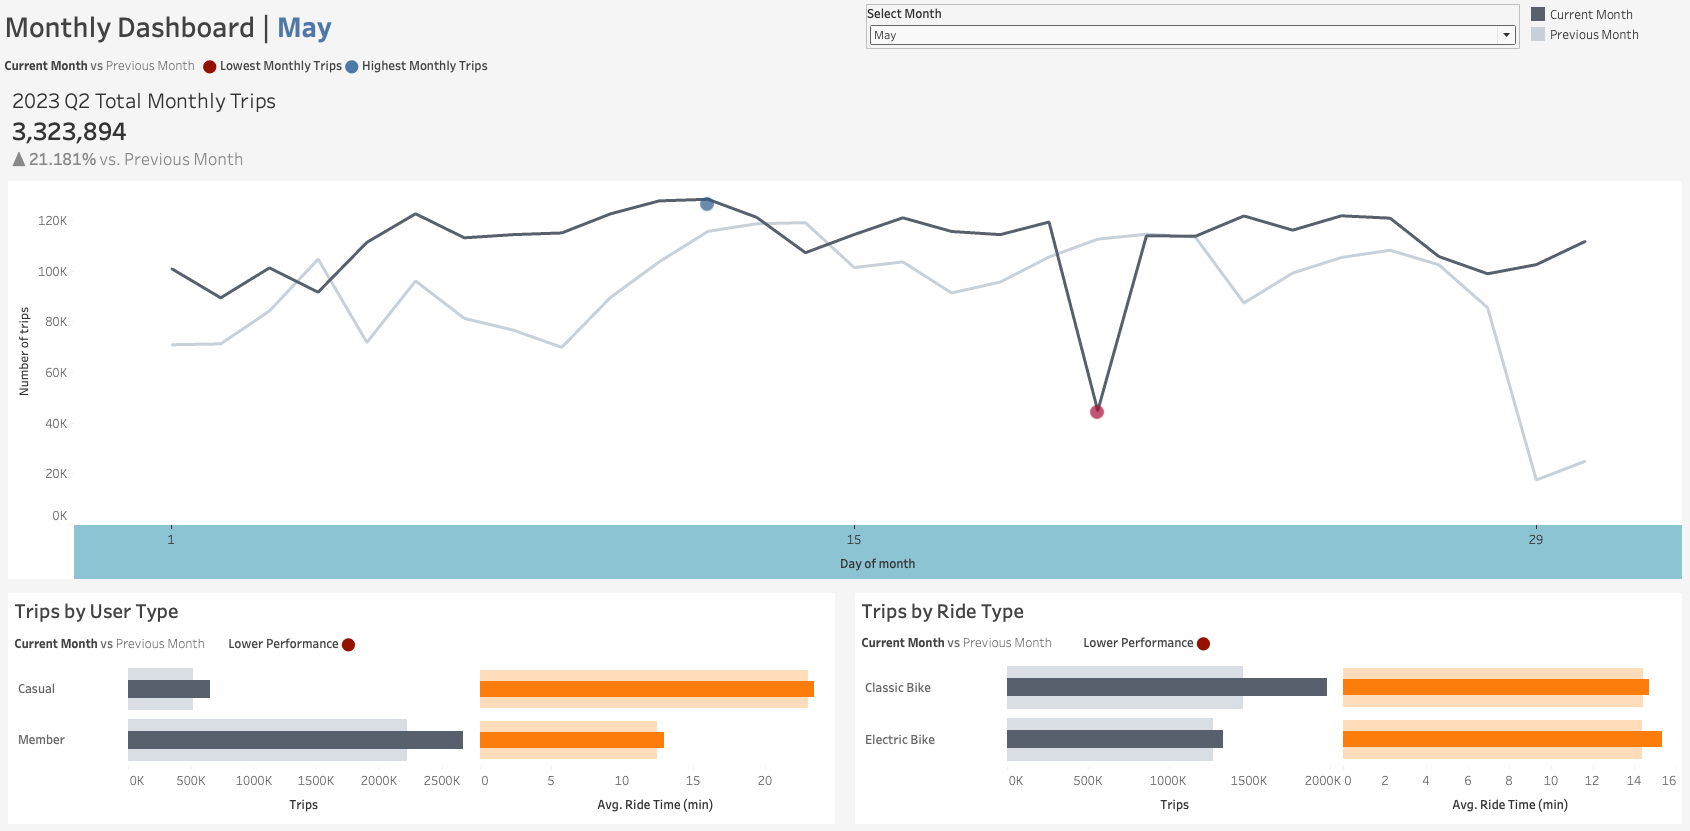 Monthly Dashboard | May
Select Month
May
Current Month
Previous Month
Current Month vs Previous Month Lowest Monthly Trips Highest Monthly Trips
2023 Q2 Total Monthly Trips
3,323,894
▲ 21.181% vs. Previous Month
Number of trips
120K
100K
80K
60K
40K
20K
0K
1 15 29
Day of month
Trips by User Type
Current Month vs Previous Month Lower Performance
Casual
Member
0K 500K 1000K 1500K 2000K 2500K 0 5 10 15 20
Trips Avg. Ride Time (min)
Trips by Ride Type
Current Month vs Previous Month Lower Performance
Classic Bike
Electric Bike
0K 500K 1000K 1500K 2000K 0 2 4 6 8 10 12 14 16
Trips Avg. Ride Time (min)